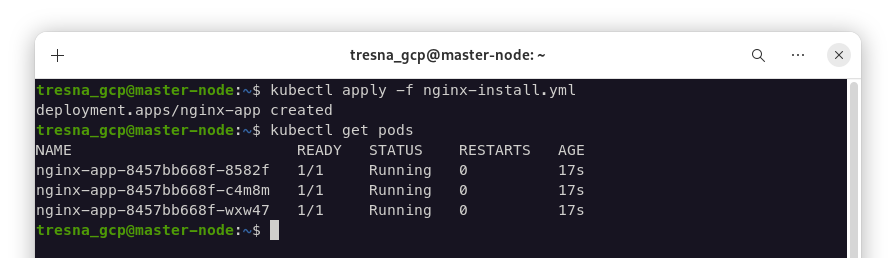 tresna_gcp@master-node: ~
tresna_gcp@master-node:~$ kubectl apply -f nginx-install.yml
deployment.apps/nginx-app created
tresna_gcp@master-node:~$ kubectl get pods
NAME READY STATUS RESTARTS AGE
nginx-app-8457bb668f-8582f 1/1 Running 0 17s
nginx-app-8457bb668f-c4m8m 1/1 Running 0 17s
nginx-app-8457bb668f-wxw47 1/1 Running 0 17s
tresna_gcp@master-node:~$